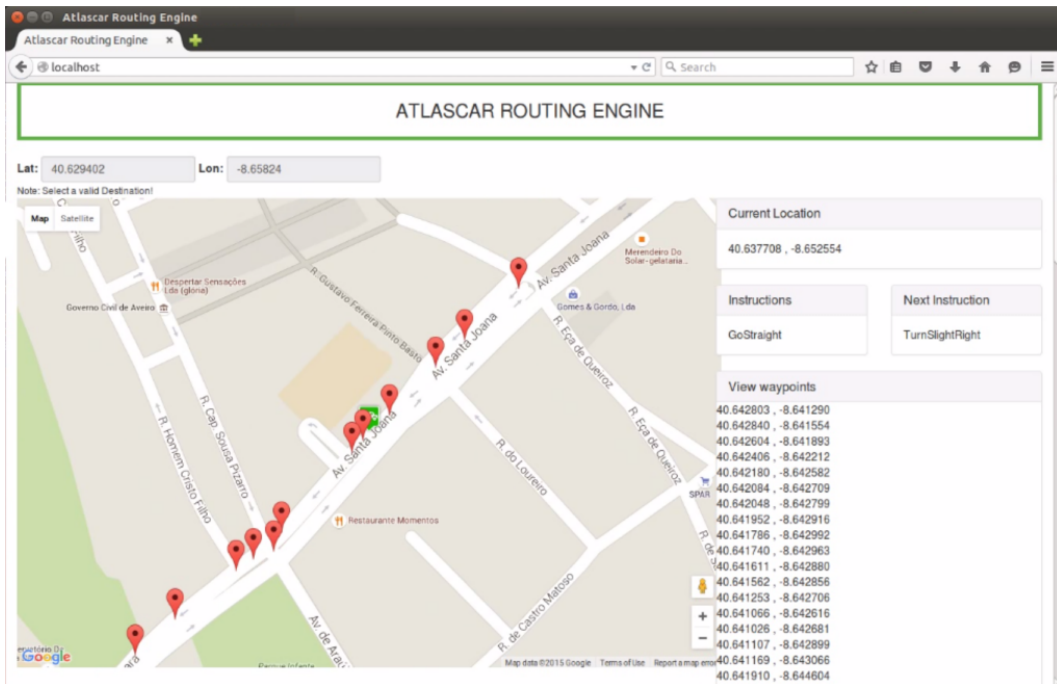 Atlascar Routing Engine
Atlascar Routing Engine ×
localhost
Search
ATLASCAR ROUTING ENGINE
Lat: 40.629402 Lon: -8.65824
Note: Select a valid Destination!
Map Satellite
Filho
Despertar Sensações
Lda (glória)
Governo Civil de Aveiro
R. Gustavo Ferreira Pinto Basto
Av. Santa Joana
Merendeiro Do
Solar-gelataria...
Gomes & Gordo, Lda
R. Eça de Queiroz
Av. Santa Joana
R. Cap. Sousa Pizarro
R. Homem Cristo Filho
Av. Santa Joana
R. do Loureiro
R. Eça de Queiroz
SPAR
Restaurante Momentos
R. de Castro Matoso
Av. de Arau
R. de S
Parque Infanta
Google
Map data ©2015 Google Terms of Use Report a map error
Current Location
40.637708 , -8.652554
Instructions
GoStraight
Next Instruction
TurnSlightRight
View waypoints
40.642803 , -8.641290
40.642840 , -8.641554
40.642604 , -8.641893
40.642406 , -8.642212
40.642180 , -8.642582
40.642084 , -8.642709
40.642048 , -8.642799
40.641952 , -8.642916
40.641786 , -8.642992
40.641740 , -8.642963
40.641611 , -8.642880
40.641562 , -8.642856
40.641253 , -8.642706
40.641066 , -8.642616
40.641026 , -8.642681
40.641107 , -8.642899
40.641169 , -8.643066
40.641910 , -8.644604